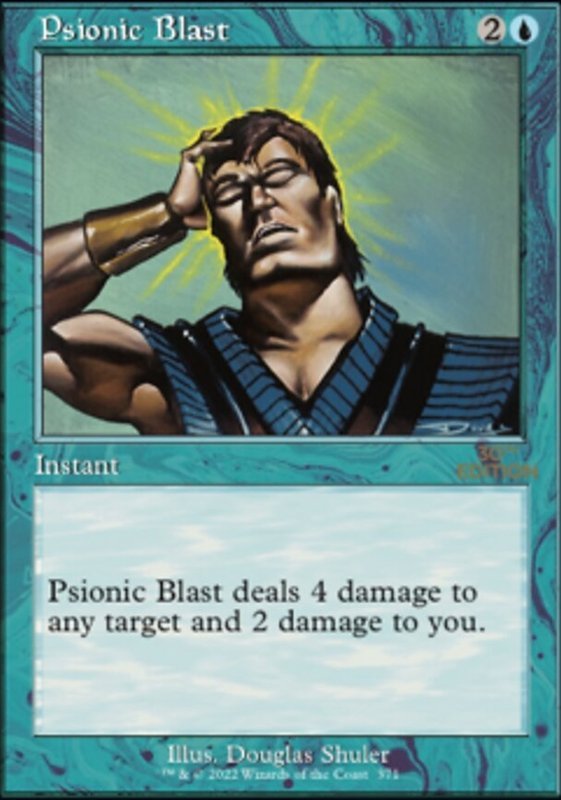 Psionic Blast 2
Instant
30TH
EDITION
Psionic Blast deals 4 damage to
any target and 2 damage to you.
Illus. Douglas Shuler
™ & © 2022 Wizards of the Coast 371